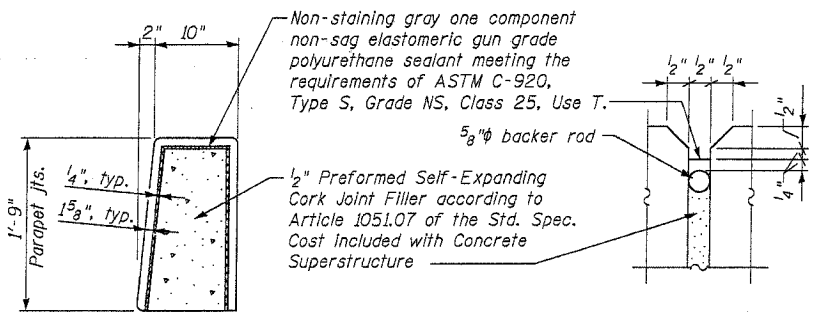 2"
10"
Non-staining gray one component
non-sag elastomeric gun grade
polyurethane sealant meeting the
requirements of ASTM C-920,
Type S, Grade NS, Class 25, Use T.
5/8"ϕ backer rod
1/2" Preformed Self-Expanding
Cork Joint Filler according to
Article 1051.07 of the Std. Spec.
Cost included with Concrete
Superstructure
1/4", typ.
1 5/8", typ.
1'-9"
Parapet jts.
1/2"
1/2"
1/2"
1/2"
1/4"